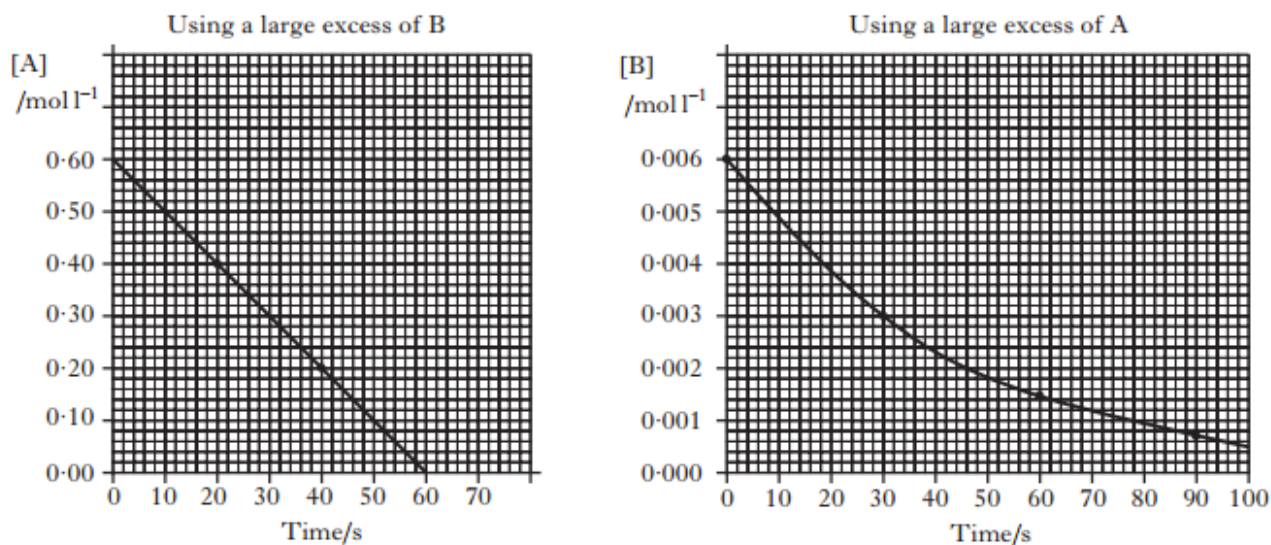 Using a large excess of B
[A]
/mol l⁻¹
0·60
0·50
0·40
0·30
0·20
0·10
0·00
0 10 20 30 40 50 60 70
Time/s
Using a large excess of A
[B]
/mol l⁻¹
0·006
0·005
0·004
0·003
0·002
0·001
0·000
0 10 20 30 40 50 60 70 80 90 100
Time/s